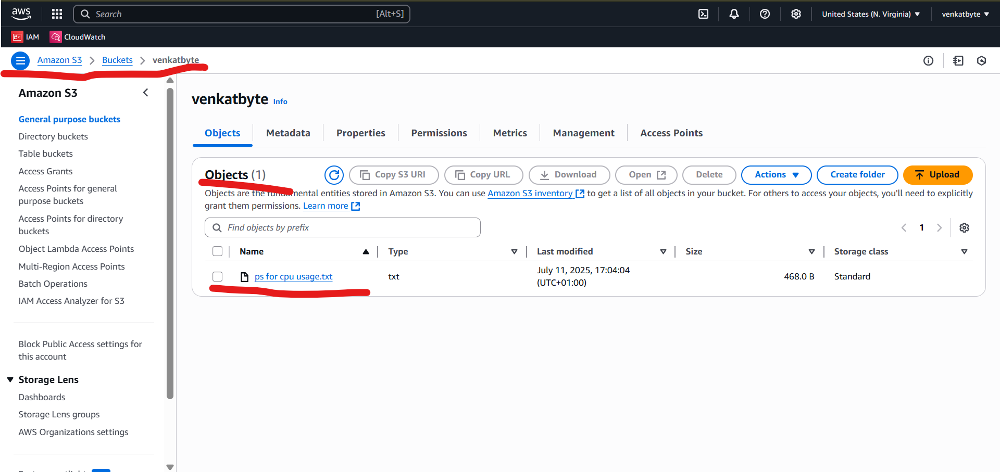 aws
Search [Alt+S]
United States (N. Virginia)
venkatbyte
IAM
CloudWatch
Amazon S3
Buckets
venkatbyte
Amazon S3
General purpose buckets
Directory buckets
Table buckets
Access Grants
Access Points for general
purpose buckets
Access Points for directory
buckets
Object Lambda Access Points
Multi-Region Access Points
Batch Operations
IAM Access Analyzer for S3
Block Public Access settings for
this account
Storage Lens
Dashboards
Storage Lens groups
AWS Organizations settings
venkatbyte Info
Objects
Metadata
Properties
Permissions
Metrics
Management
Access Points
Objects (1)
Copy S3 URI
Copy URL
Download
Open
Delete
Actions
Create folder
Upload
Objects are the fundamental entities stored in Amazon S3. You can use Amazon S3 inventory to get a list of all objects in your bucket. For others to access your objects, you'll need to explicitly
grant them permissions. Learn more
Find objects by prefix
1
Name Type Last modified Size Storage class
ps for cpu usage.txt txt July 11, 2025, 17:04:04 (UTC+01:00) 468.0 B Standard